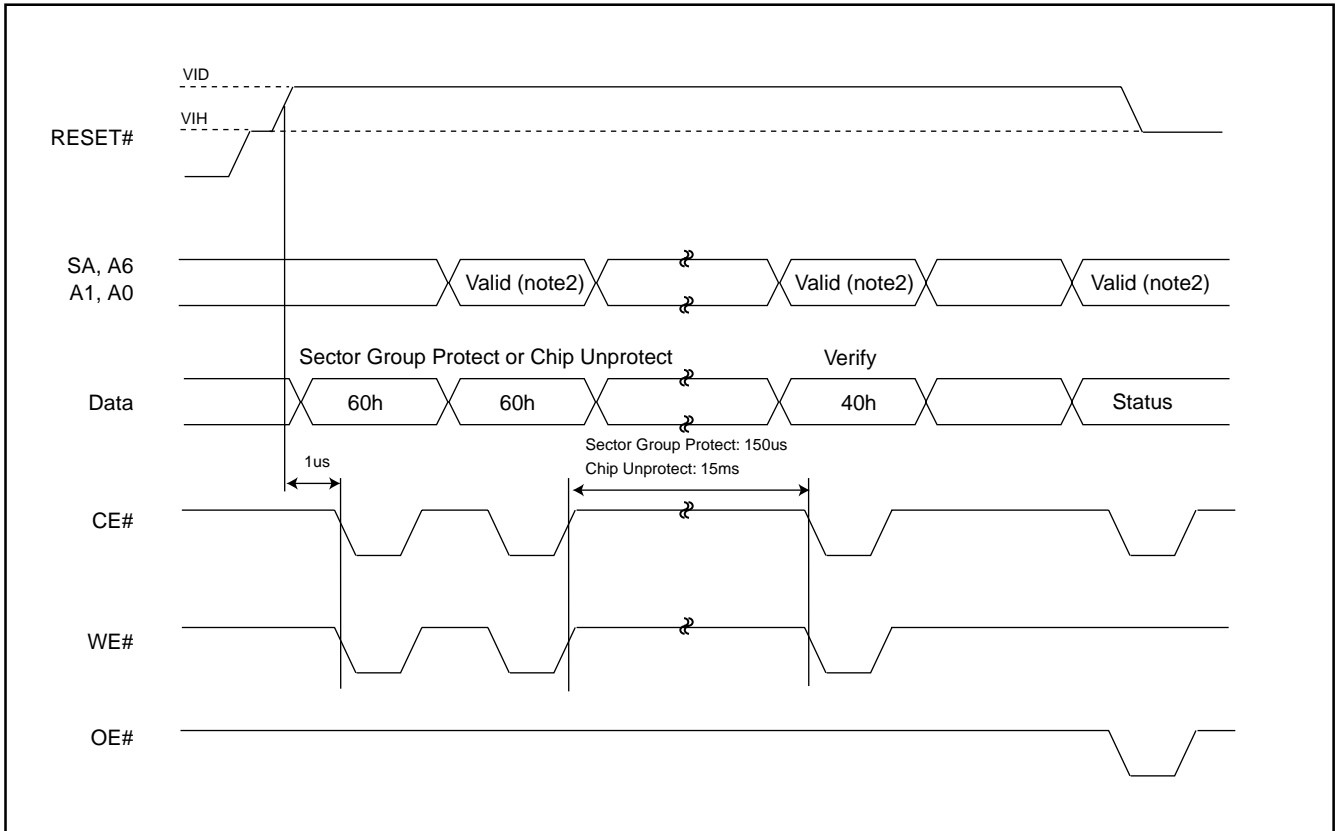 VID
VIH
RESET#
SA, A6
A1, A0
Valid (note2)
Valid (note2)
Valid (note2)
Sector Group Protect or Chip Unprotect
Verify
Data
60h
60h
40h
Status
Sector Group Protect: 150us
Chip Unprotect: 15ms
1us
CE#
WE#
OE#